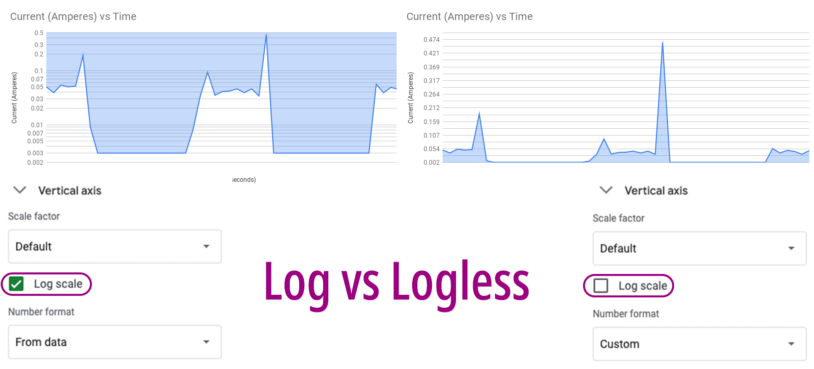 Current (Amperes) vs Time
0.5
0.3
0.2
0.1
0.07
0.05
0.03
0.02
0.01
0.007
0.005
0.003
0.002
Current (Amperes)
seconds)
Current (Amperes) vs Time
0.474
0.421
0.369
0.317
0.264
0.212
0.159
0.107
0.054
0.002
Current (Amperes)
Vertical axis
Scale factor
Default
Log scale
Number format
From data
Log vs Logless
Vertical axis
Scale factor
Default
Log scale
Number format
Custom